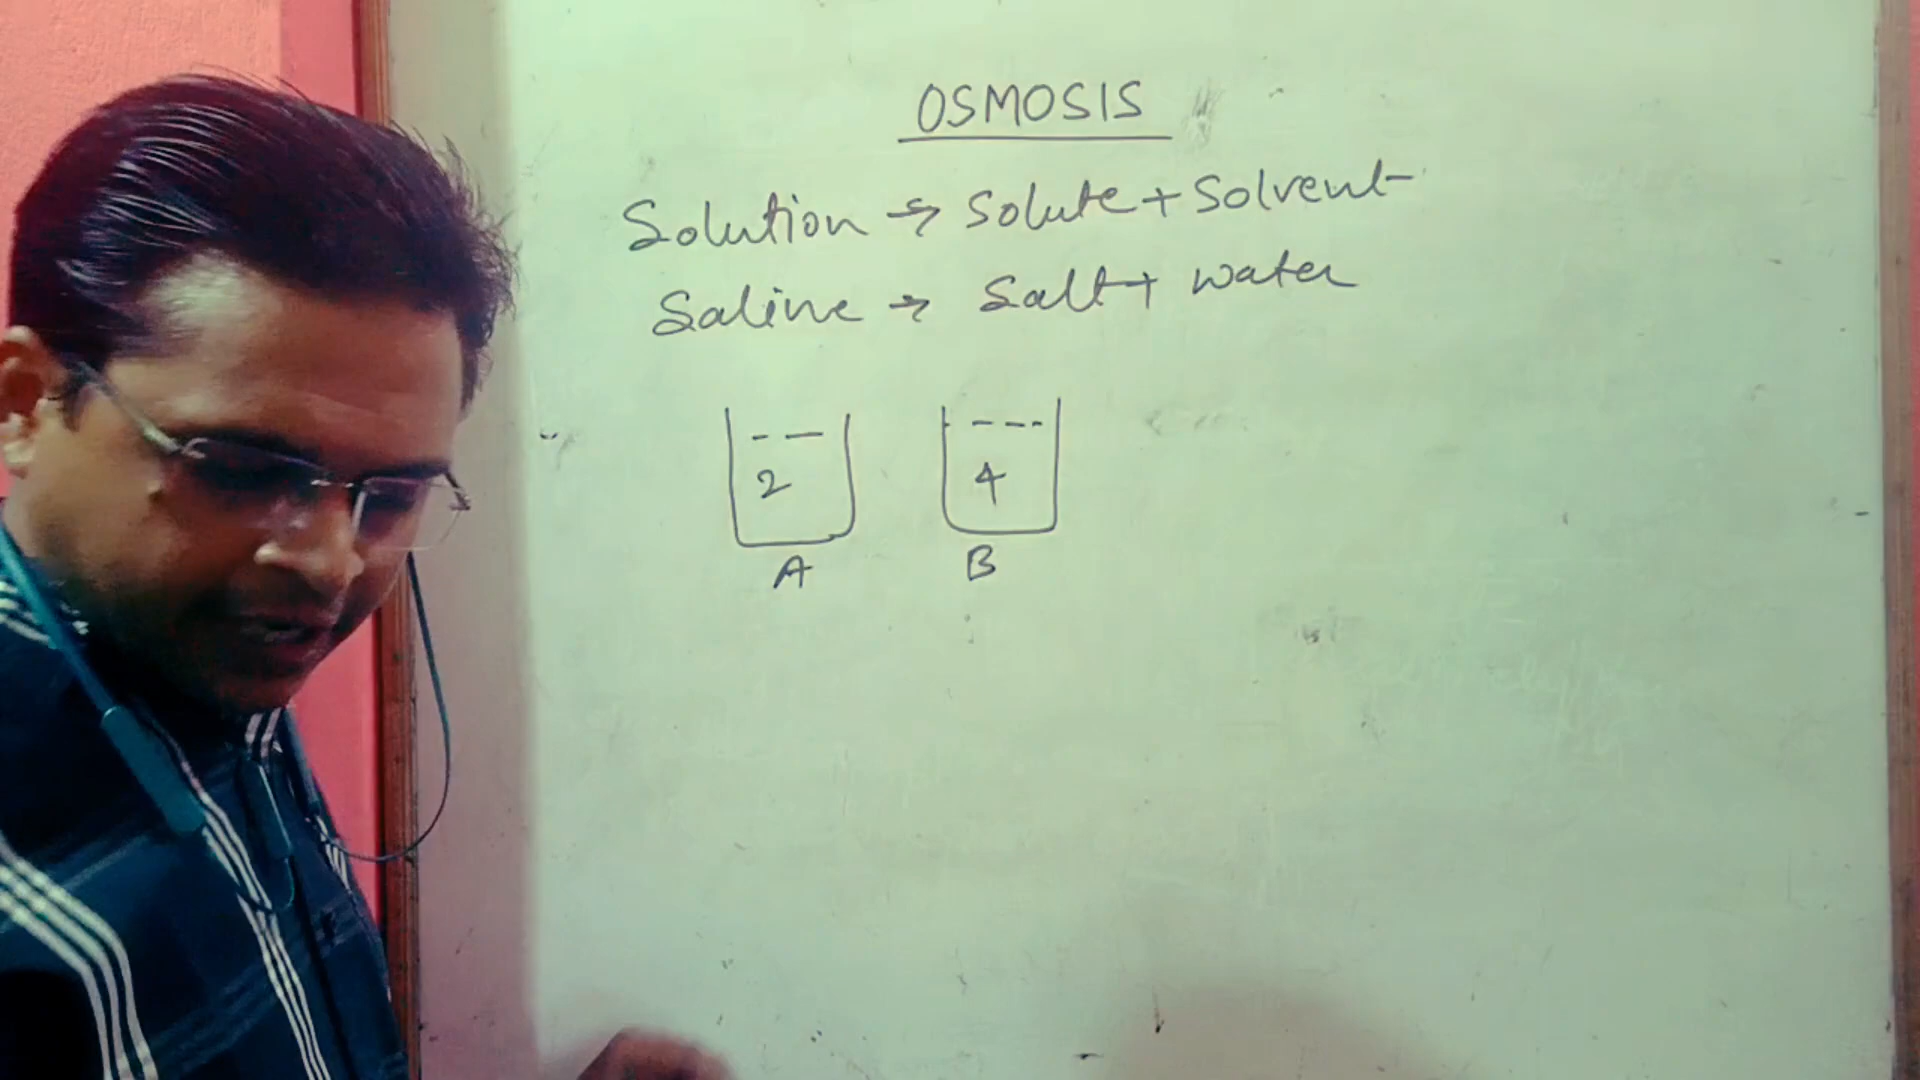 OSMOSIS
Solution → Solute + Solvent
Saline → Salt + water
2 4
A B